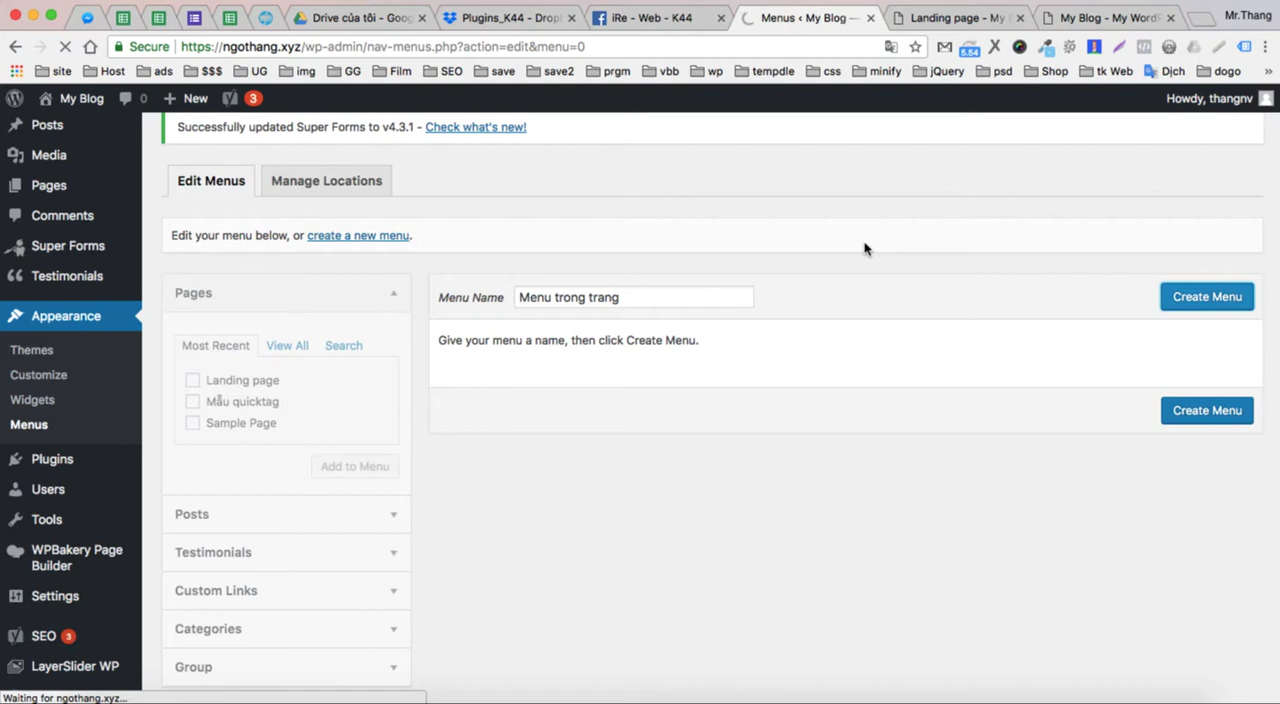 Drive của tôi - Goog
Plugins_K44 - Drop
iRe - Web - K44
Menus ‹ My Blog —
Landing page - My
My Blog - My WordP
Mr.Thang
Secure
https://ngothang.xyz/wp-admin/nav-menus.php?action=edit&menu=0
5.54
site
Host
ads
$$$
UG
img
GG
Film
SEO
save
save2
prgm
vbb
wp
tempdle
css
minify
jQuery
psd
Shop
tk Web
Dịch
dogo
»
My Blog
0
New
3
Howdy, thangnv
Posts
Media
Pages
Comments
Super Forms
Testimonials
Appearance
Themes
Customize
Widgets
Menus
Plugins
Users
Tools
WPBakery Page
Builder
Settings
SEO 3
LayerSlider WP
Successfully updated Super Forms to v4.3.1 - Check what's new!
Edit Menus
Manage Locations
Edit your menu below, or create a new menu.
Pages
Most Recent
View All
Search
Landing page
Mẫu quicktag
Sample Page
Add to Menu
Posts
Testimonials
Custom Links
Categories
Group
Menu Name
Menu trong trang
Create Menu
Give your menu a name, then click Create Menu.
Create Menu
Waiting for ngothang.xyz...